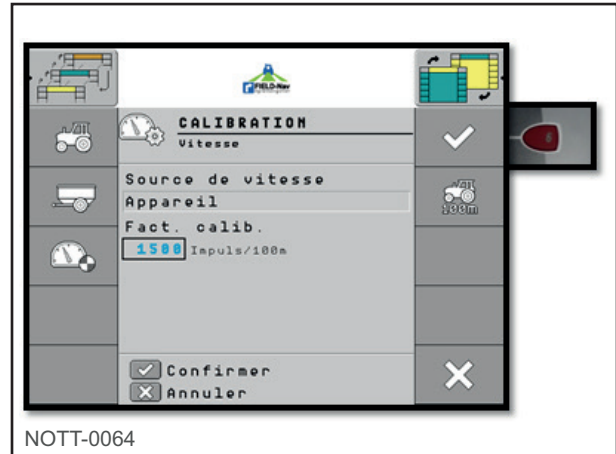 FIELD-Nav
CALIBRATION
Vitesse
Source de vitesse
Appareil
Fact. calib.
1500 Impuls/100m
100m
Confirmer
Annuler
NOTT-0064